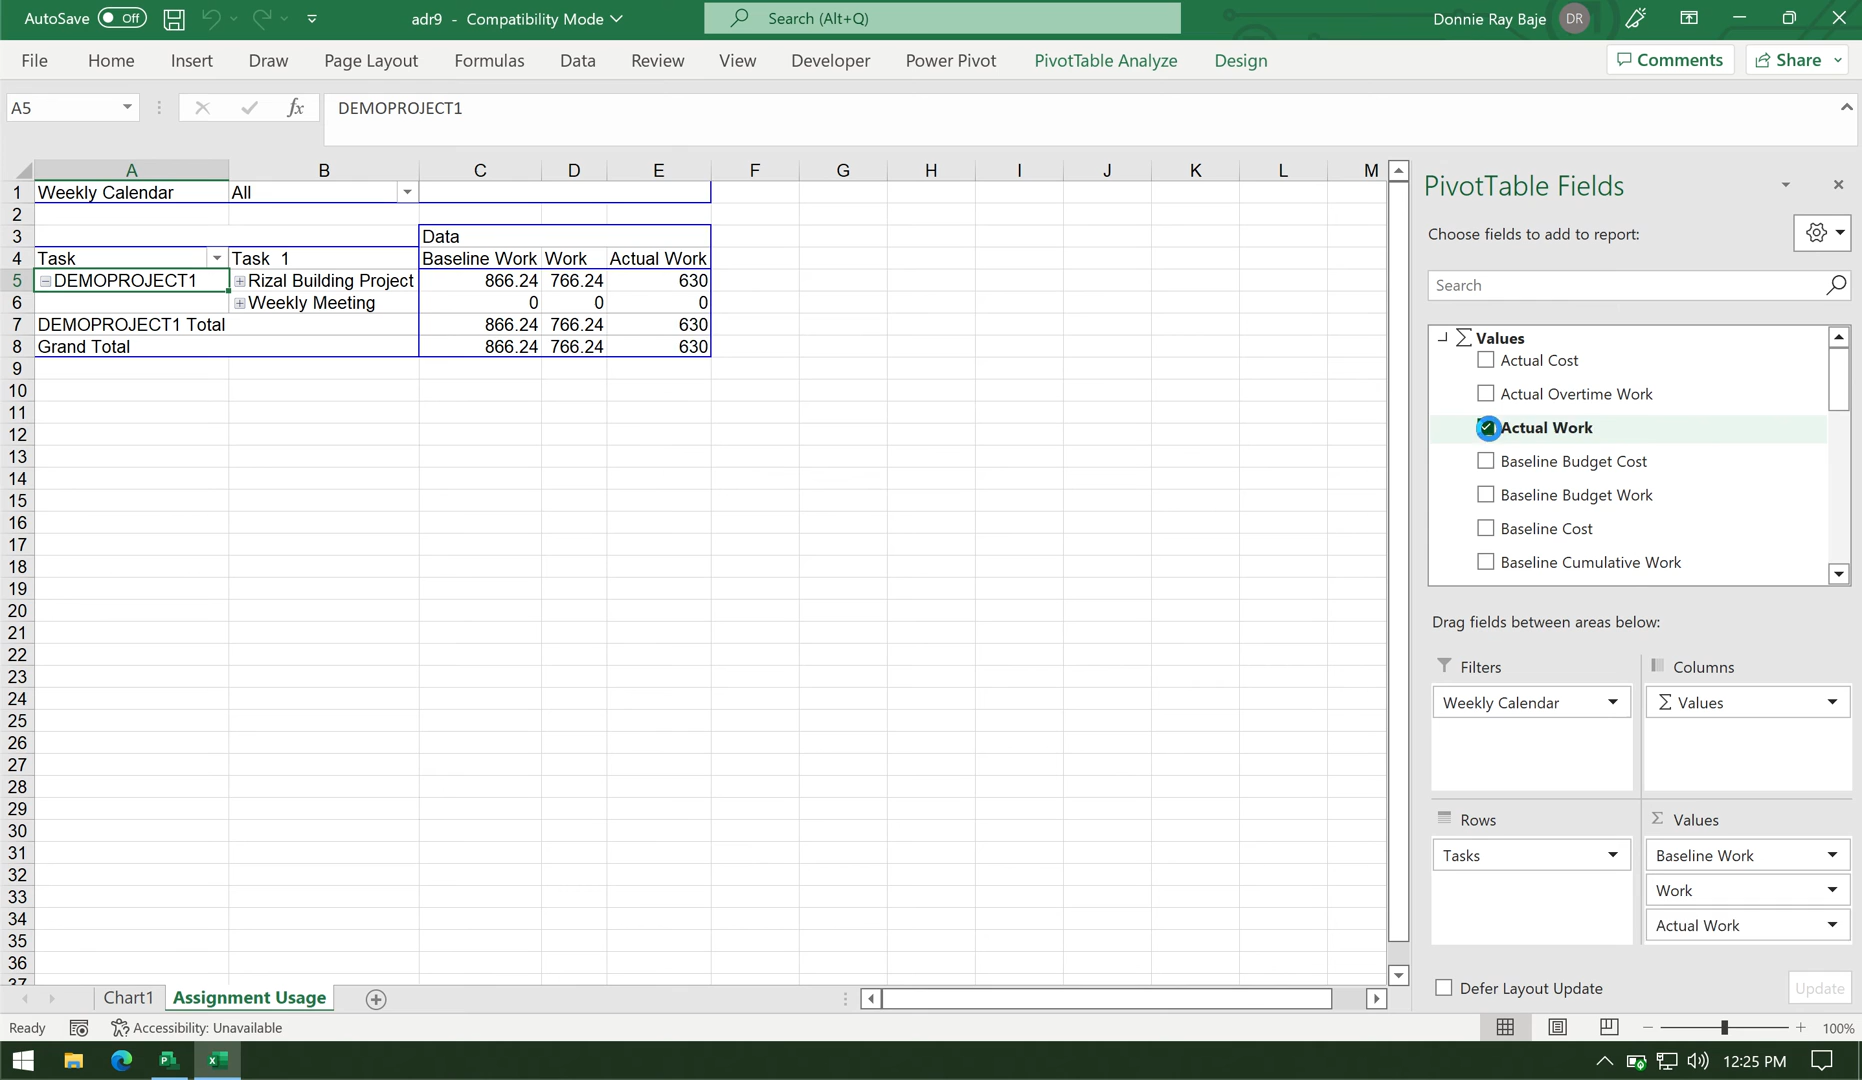 AutoSave Off adr9 - Compatibility Mode Search (Alt+Q) Donnie Ray Baje DR
File Home Insert Draw Page Layout Formulas Data Review View Developer Power Pivot PivotTable Analyze Design Comments Share
A5 fx DEMOPROJECT1
A B C D E F G H I J K L M
1 Weekly Calendar All
2
3 Data
4 Task Task 1 Baseline Work Work Actual Work
5 DEMOPROJECT1 Rizal Building Project 866.24 766.24 630
6 Weekly Meeting 0 0 0
7 DEMOPROJECT1 Total 866.24 766.24 630
8 Grand Total 866.24 766.24 630
9
10
11
12
13
14
15
16
17
18
19
20
21
22
23
24
25
26
27
28
29
30
31
32
33
34
35
36
37
PivotTable Fields
Choose fields to add to report:
Search
Σ Values
Actual Cost
Actual Overtime Work
Actual Work
Baseline Budget Cost
Baseline Budget Work
Baseline Cost
Baseline Cumulative Work
Drag fields between areas below:
Filters
Weekly Calendar
Columns
Σ Values
Rows
Tasks
Σ Values
Baseline Work
Work
Actual Work
Defer Layout Update Update
Chart1 Assignment Usage
Ready Accessibility: Unavailable 100%
12:25 PM